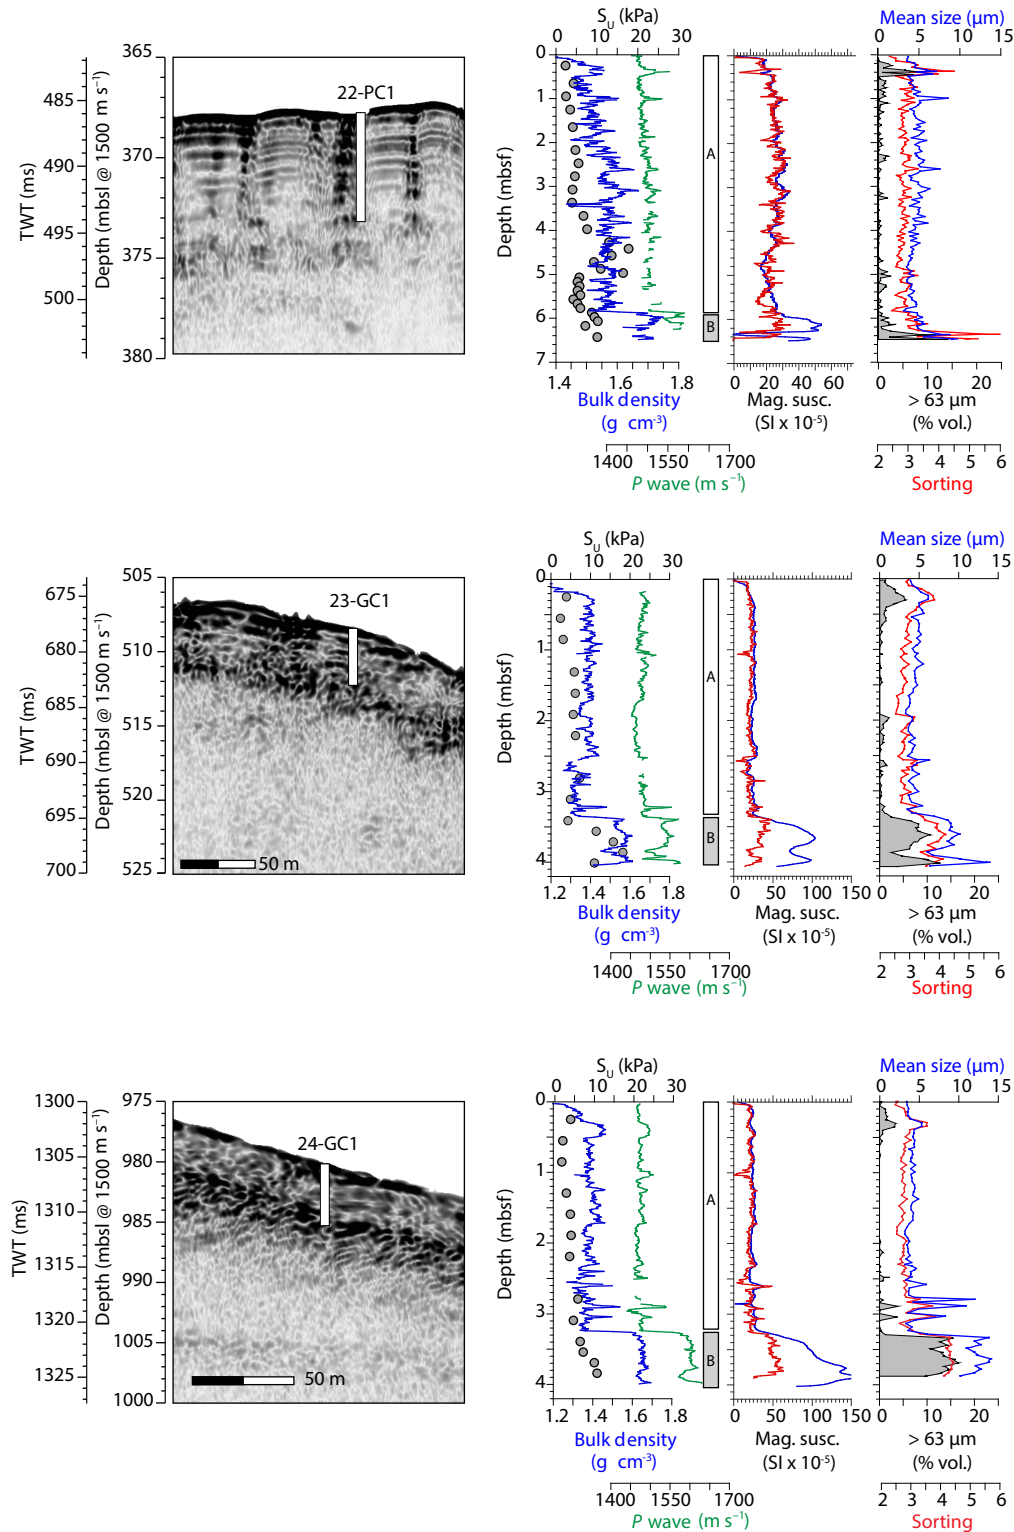 S_U (kPa)
0 10 20 30
Mean size (µm)
0 5 10 15
365
370
375
380
485
490
495
500
TWT (ms)
Depth (mbsl @ 1500 m s⁻¹)
22-PC1
0
1
2
3
4
5
6
7
Depth (mbsf)
A
B
1.4 1.6 1.8
0 20 40 60
0 10 20 25
Bulk density
(g cm⁻³)
Mag. susc.
(SI x 10⁻⁵)
> 63 µm
(% vol.)
1400 1550 1700
P wave (m s⁻¹)
2 3 4 5 6
Sorting
S_U (kPa)
0 10 20 30
Mean size (µm)
0 5 10 15
505
510
515
520
525
675
680
685
690
695
700
TWT (ms)
Depth (mbsl @ 1500 m s⁻¹)
23-GC1
50 m
0
1
2
3
4
Depth (mbsf)
A
B
1.2 1.4 1.6 1.8
0 50 100 150
0 10 20
Bulk density
(g cm⁻³)
Mag. susc.
(SI x 10⁻⁵)
> 63 µm
(% vol.)
1400 1550 1700
P wave (m s⁻¹)
2 3 4 5 6
Sorting
S_U (kPa)
0 10 20 30
Mean size (µm)
0 5 10 15
1300
1305
1310
1315
1320
1325
975
980
985
990
1005
1000
TWT (ms)
Depth (mbsl @ 1500 m s⁻¹)
24-GC1
50 m
0
1
2
3
4
Depth (mbsf)
A
B
1.2 1.4 1.6 1.8
0 50 100 150
0 10 20
Bulk density
(g cm⁻³)
Mag. susc.
(SI x 10⁻⁵)
> 63 µm
(% vol.)
1400 1550 1700
P wave (m s⁻¹)
2 3 4 5 6
Sorting